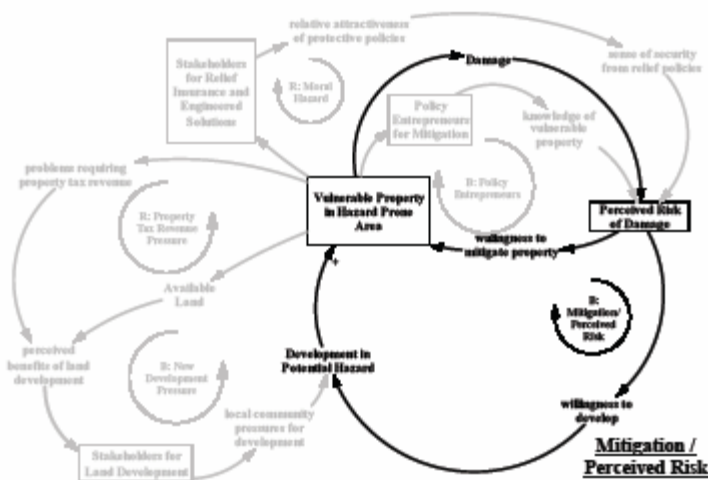 relative attractiveness
of protective policies
Stakeholders
for Relief
Insurance and
Engineered
Solutions
R: Moral
Hazard
Damage
sense of security
from relief policies
Policy
Entrepreneurs
for Mitigation
knowledge of
vulnerable
property
problems requiring
property tax revenue
B: Policy
Entrepreneurs
Vulnerable Property
in Hazard Prone
Area
Perceived Risk
of Damage
R: Property
Tax Revenue
Pressure
willingness to
mitigate property
+
Available
Land
B:
Mitigation/
Perceived
Risk
perceived
benefits of land
development
Development in
Potential Hazard
B: New
Development
Pressure
willingness to
develop
local community
pressures for
development
Stakeholders for
Land Development
Mitigation /
Perceived Risk